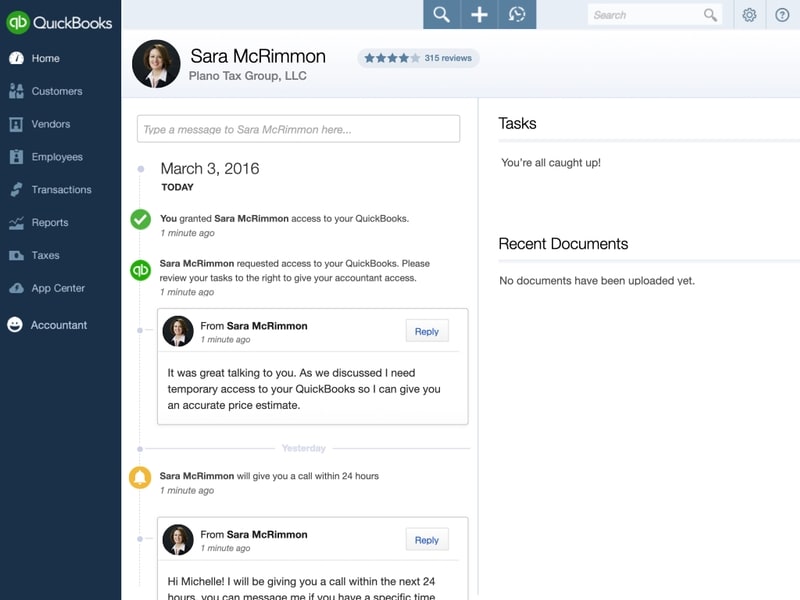 QuickBooks
Home
Customers
Vendors
Employees
Transactions
Reports
Taxes
App Center
Accountant
Search
Sara McRimmon
315 reviews
Plano Tax Group, LLC
Type a message to Sara McRimmon here...
March 3, 2016
TODAY
You granted Sara McRimmon access to your QuickBooks.
1 minute ago
Sara McRimmon requested access to your QuickBooks. Please
review your tasks to the right to give your accountant access.
1 minute ago
From Sara McRimmon
1 minute ago
Reply
It was great talking to you. As we discussed I need
temporary access to your QuickBooks so I can give you
an accurate price estimate.
Yesterday
Sara McRimmon will give you a call within 24 hours
1 minute ago
From Sara McRimmon
1 minute ago
Reply
Hi Michelle! I will be giving you a call within the next 24
hours, you can message me if you have a specific time
Tasks
You're all caught up!
Recent Documents
No documents have been uploaded yet.